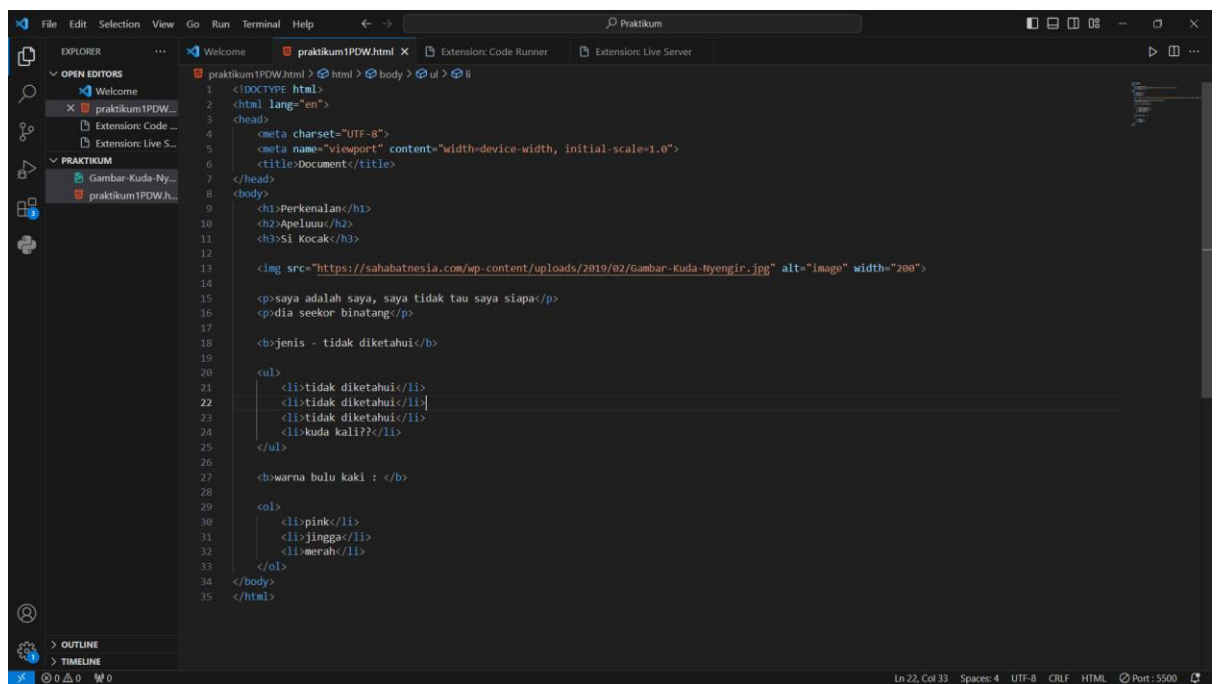 File Edit Selection View Go Run Terminal Help
Praktikum
EXPLORER
OPEN EDITORS
Welcome
praktikum1PDW...
Extension: Code ...
Extension: Live S...
PRAKTIKUM
Gambar-Kuda-Ny...
praktikum1PDW.h...
3
1
OUTLINE
TIMELINE
Welcome praktikum1PDW.html Extension: Code Runner Extension: Live Server
praktikum1PDW.html > html > body > ul > li
1 <!DOCTYPE html>
2 <html lang="en">
3 <head>
4 <meta charset="UTF-8">
5 <meta name="viewport" content="width=device-width, initial-scale=1.0">
6 <title>Document</title>
7 </head>
8 <body>
9 <h1>Perkenalan</h1>
10 <h2>Apeluuu</h2>
11 <h3>Si Kocak</h3>
12
13 <img src="https://sahabatnesia.com/wp-content/uploads/2019/02/Gambar-Kuda-Nyengir.jpg" alt="image" width="200">
14
15 <p>saya adalah saya, saya tidak tau saya siapa</p>
16 <p>dia seekor binatang</p>
17
18 <b>jenis - tidak diketahui</b>
19
20 <ul>
21 <li>tidak diketahui</li>
22 <li>tidak diketahui</li>
23 <li>tidak diketahui</li>
24 <li>kuda kali??</li>
25 </ul>
26
27 <b>warna bulu kaki : </b>
28
29 <ol>
30 <li>pink</li>
31 <li>jingga</li>
32 <li>merah</li>
33 </ol>
34 </body>
35 </html>
0 0 0 Ln 22, Col 33 Spaces: 4 UTF-8 CRLF HTML Port : 5500